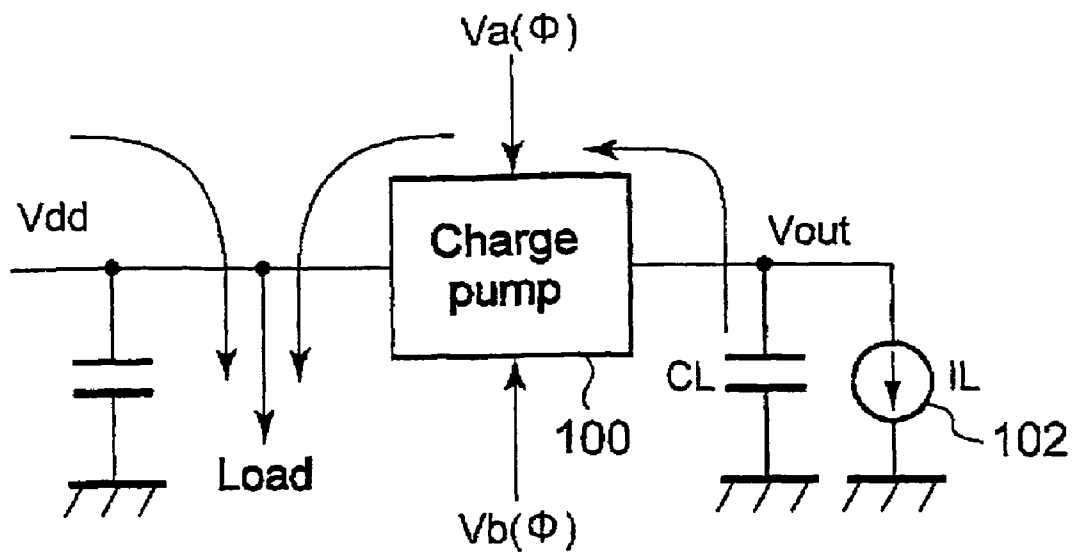 Va(Φ)
Vdd
Charge
pump
Vout
CL
IL
100
102
Load
Vb(Φ)